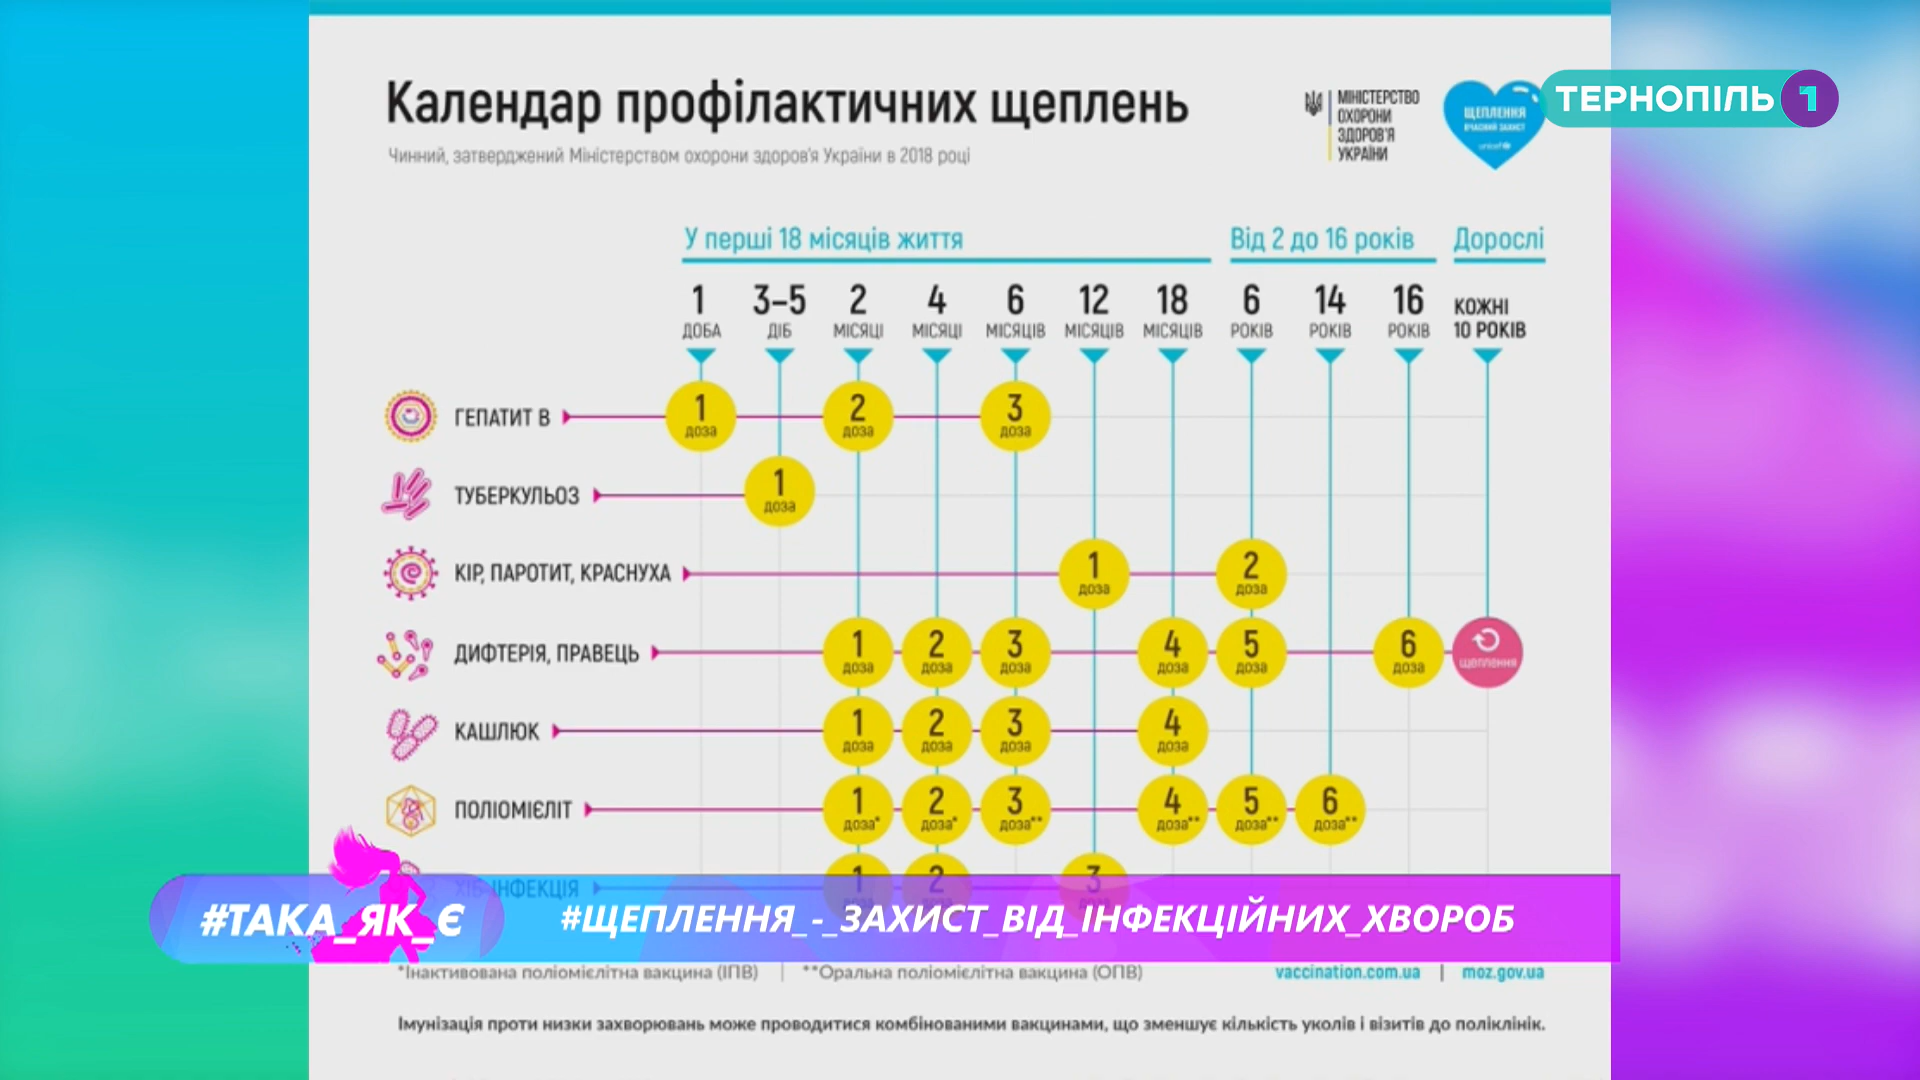 Календар профілактичних щеплень
Чинний, затверджений Міністерством охорони здоров'я України в 2018 році
МІНІСТЕРСТВО
ОХОРОНИ
ЗДОРОВ'Я
УКРАЇНИ
ЩЕПЛЕННЯ
ВЧАСНИЙ ЗАХИСТ
unicef
ТЕРНОПІЛЬ 1
У перші 18 місяців життя
Від 2 до 16 років
Дорослі
1 3–5 2 4 6 12 18 6 14 16 КОЖНІ
ДОБА ДІБ МІСЯЦІ МІСЯЦІ МІСЯЦІВ МІСЯЦІВ МІСЯЦІВ РОКІВ РОКІВ РОКІВ 10 РОКІВ
ГЕПАТИТ В 1 2 3
доза доза доза
ТУБЕРКУЛЬОЗ 1
доза
КІР, ПАРОТИТ, КРАСНУХА 1 2
доза доза
ДИФТЕРІЯ, ПРАВЕЦЬ 1 2 3 4 5 6
доза доза доза доза доза доза щеплення
КАШЛЮК 1 2 3 4
доза доза доза доза
ПОЛІОМІЄЛІТ 1 2 3 4 5 6
доза* доза* доза** доза** доза** доза**
ХІБ-ІНФЕКЦІЯ 1 2 3
#ТАКА_ЯК_Є
#ЩЕПЛЕННЯ_-_ЗАХИСТ_ВІД_ІНФЕКЦІЙНИХ_ХВОРОБ
*Інактивована поліомієлітна вакцина (ІПВ) | **Оральна поліомієлітна вакцина (ОПВ)
vaccination.com.ua | moz.gov.ua
Імунізація проти низки захворювань може проводитися комбінованими вакцинами, що зменшує кількість уколів і візитів до поліклінік.